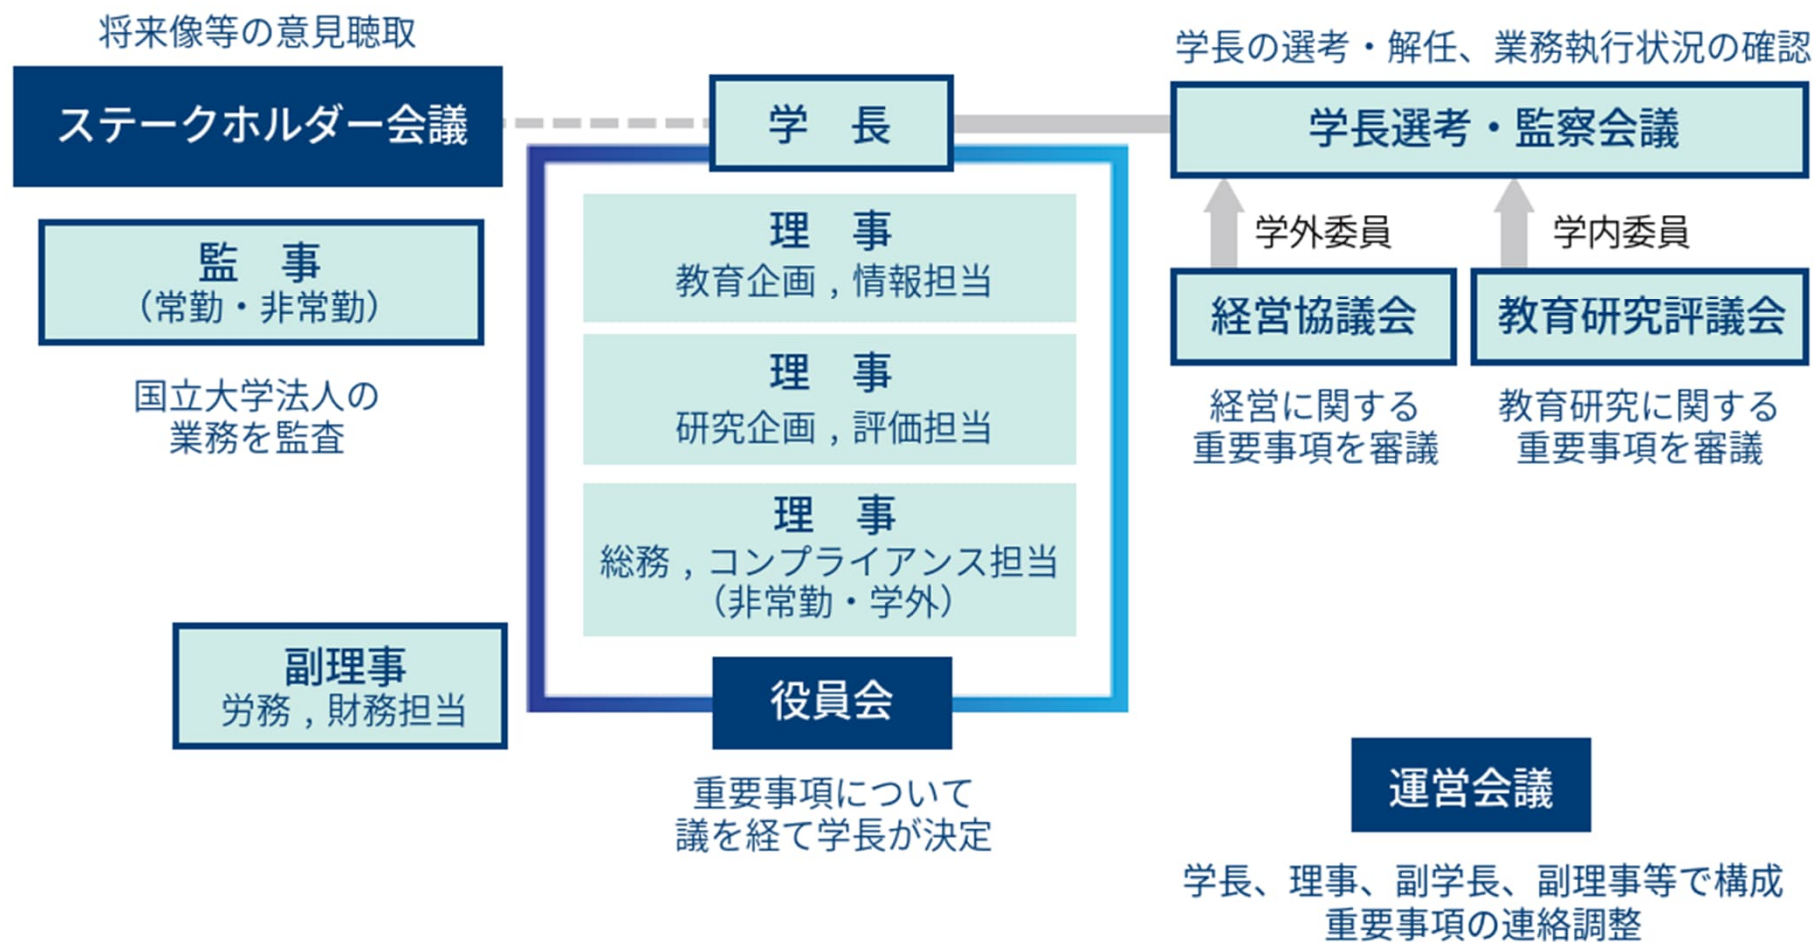 将来像等の意見聴取
ステークホルダー会議
監　事
（常勤・非常勤）
国立大学法人の
業務を監査
副理事
労務，財務担当
学　長
理　事
教育企画，情報担当
理　事
研究企画，評価担当
理　事
総務，コンプライアンス担当
（非常勤・学外）
役員会
重要事項について
議を経て学長が決定
学長の選考・解任、業務執行状況の確認
学長選考・監察会議
学外委員
学内委員
経営協議会
教育研究評議会
経営に関する
重要事項を審議
教育研究に関する
重要事項を審議
運営会議
学長、理事、副学長、副理事等で構成
重要事項の連絡調整